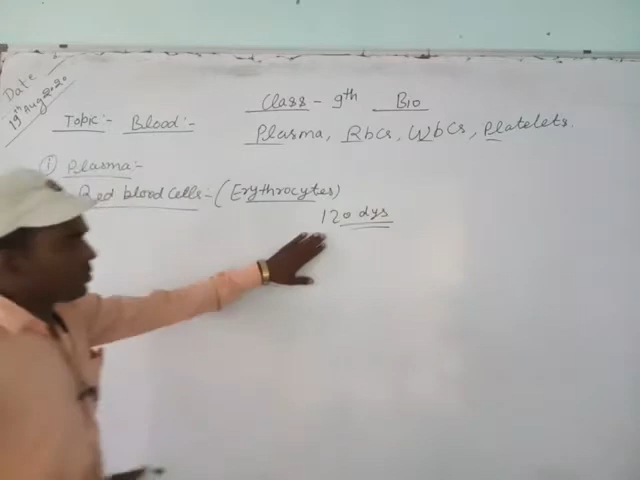 Date
19th Aug 2020
Class - 9th Bio
Topic:- Blood:-
Plasma, RbCs, WbCs, Platelets.
(i) Plasma:-
Red blood cells:- (Erythrocytes)
120 dys